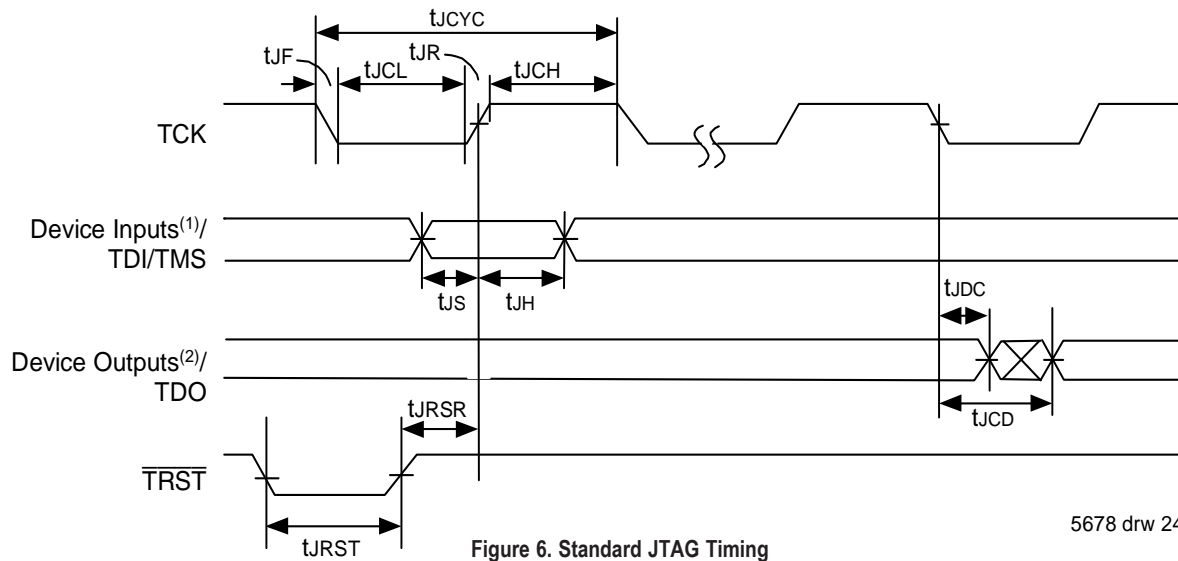 tJCYC
tJF
tJCL
tJR
tJCH
TCK
Device Inputs(1)/
TDI/TMS
tJS
tJH
tJDC
Device Outputs(2)/
TDO
tJRSR
tJCD
TRST
tJRST
5678 drw 24
Figure 6. Standard JTAG Timing